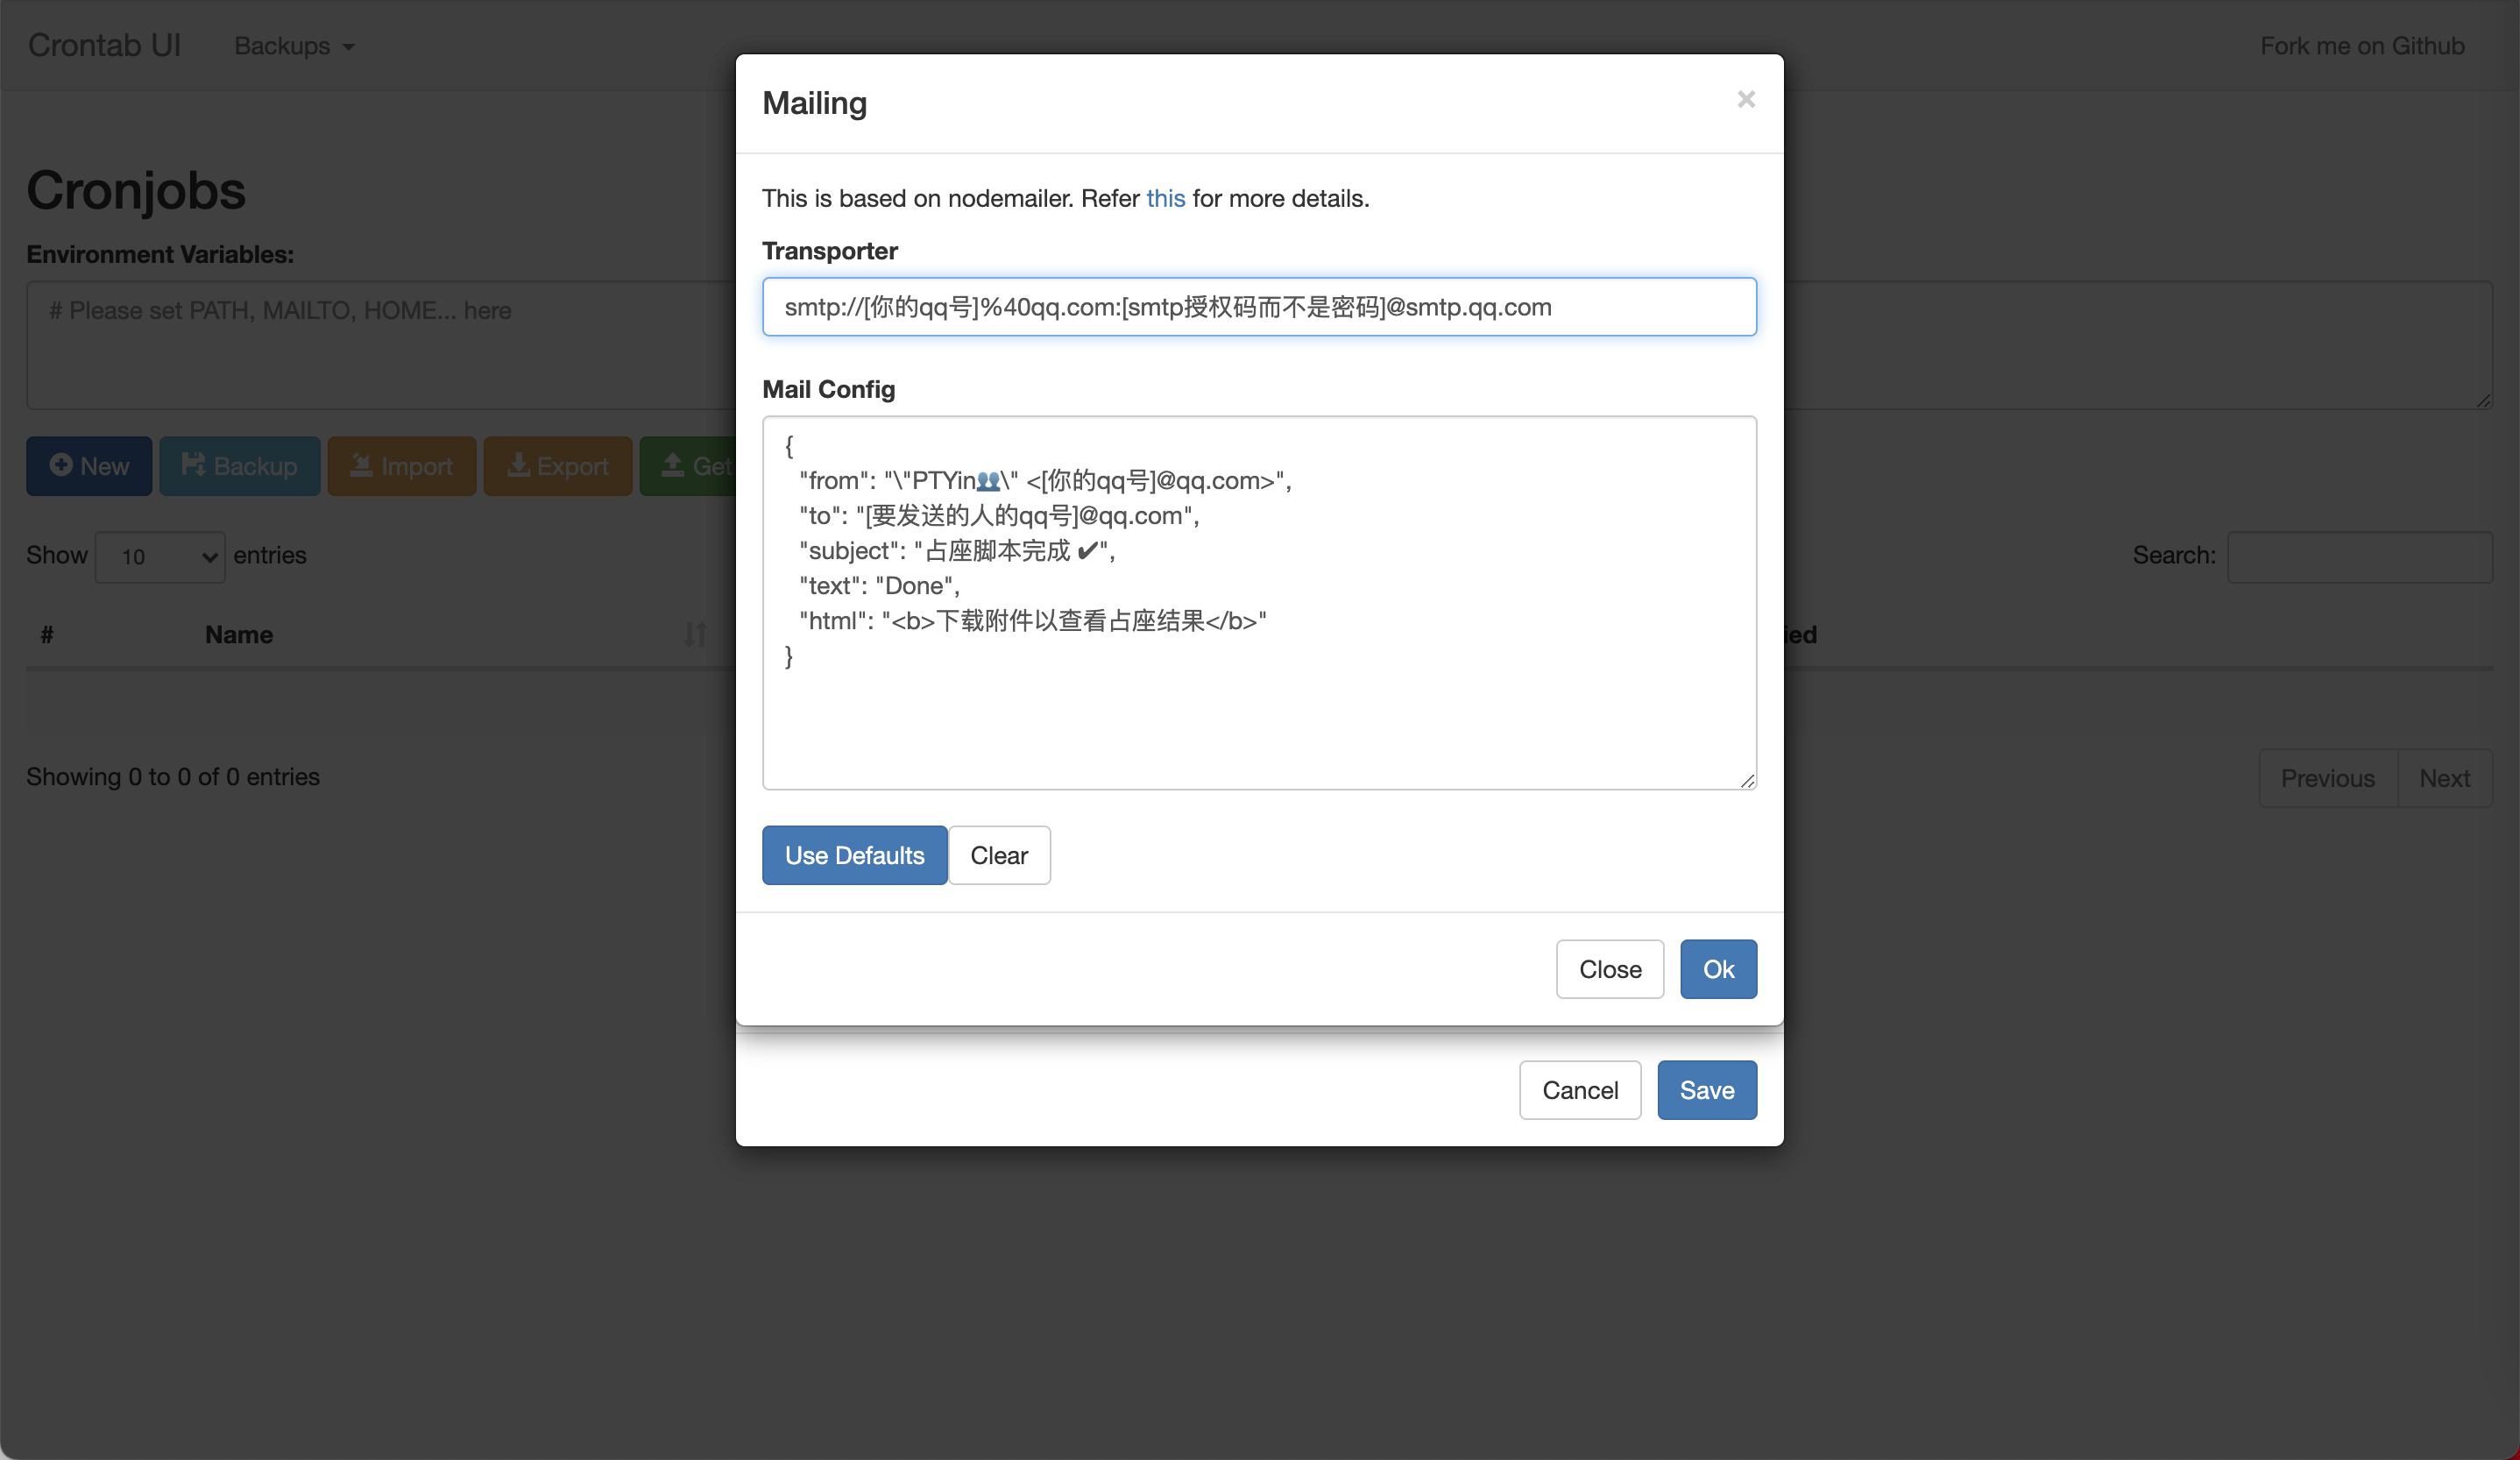 Crontab UI Backups Fork me on Github
Mailing ×
This is based on nodemailer. Refer this for more details.
Transporter
smtp://[你的qq号]%40qq.com:[smtp授权码而不是密码]@smtp.qq.com
Mail Config
{
"from": "\"PTYin👥\" <[你的qq号]@qq.com>",
"to": "[要发送的人的qq号]@qq.com",
"subject": "占座脚本完成 ✔",
"text": "Done",
"html": "<b>下载附件以查看占座结果</b>"
}
Use Defaults Clear
Close Ok
Cancel Save
Cronjobs
Environment Variables:
# Please set PATH, MAILTO, HOME... here
New Backup Import Export Get
Show 10 entries Search:
# Name ied
Showing 0 to 0 of 0 entries Previous Next